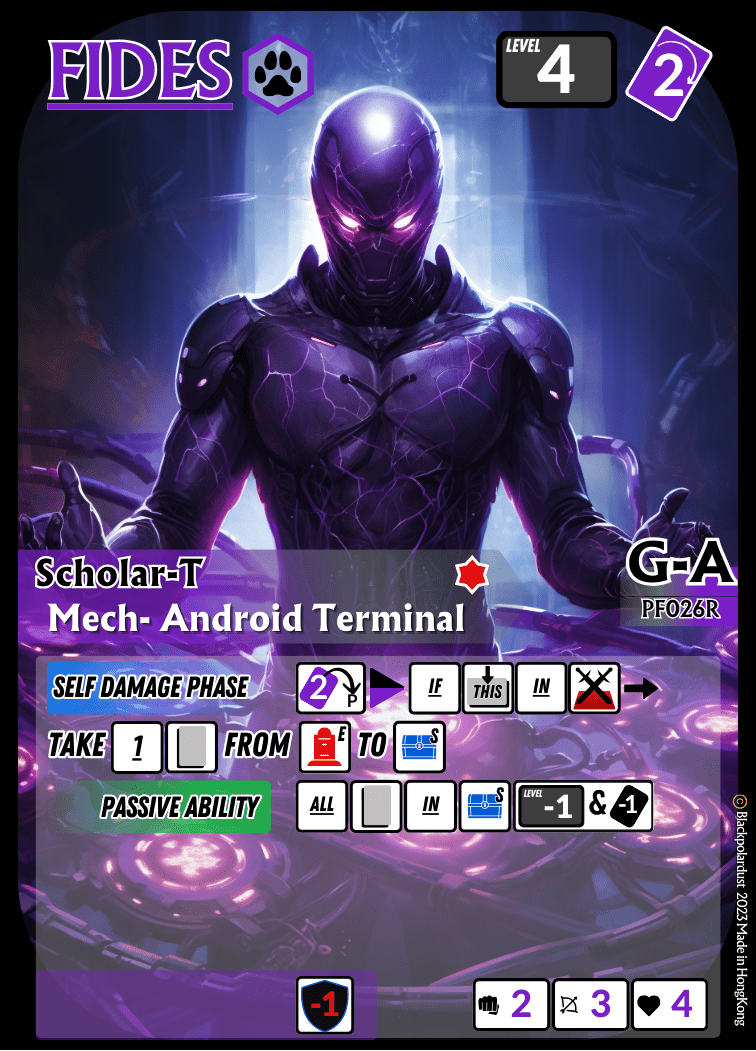 FIDES
LEVEL 4
2
Scholar-T
Mech- Android Terminal
G-A
PF026R
SELF DAMAGE PHASE 2 P IF THIS IN
TAKE 1 FROM E TO S
PASSIVE ABILITY ALL IN S LEVEL -1 & -1
-1 2 3 4
© Blackpolardust 2023 Made in HongKong